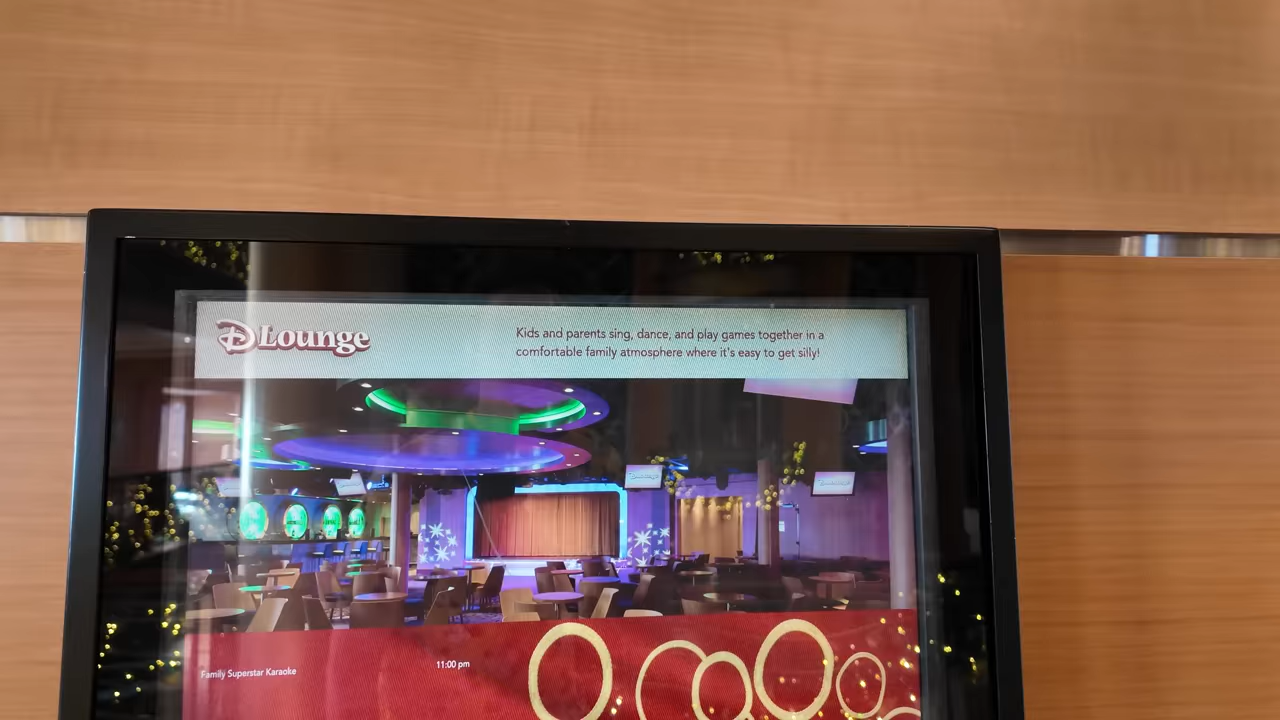 D Lounge
Kids and parents sing, dance, and play games together in a
comfortable family atmosphere where it's easy to get silly!
Family Superstar Karaoke 11:00 pm